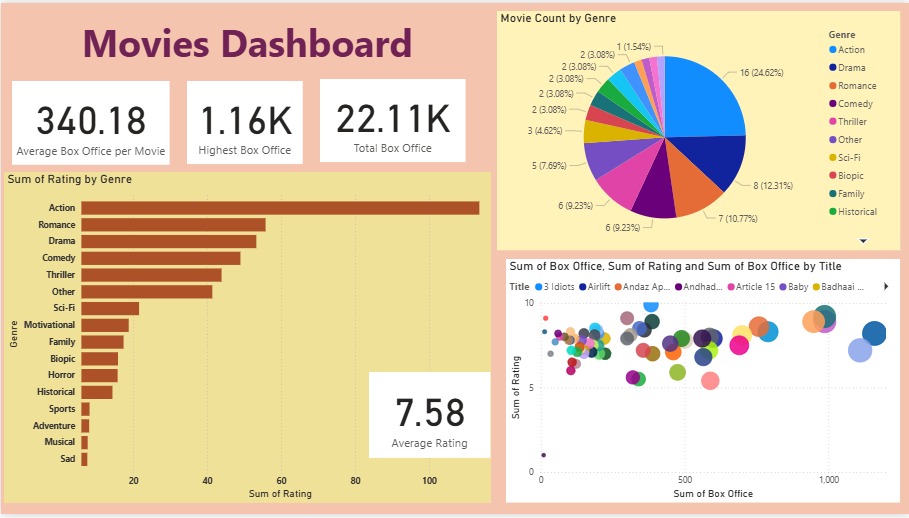 Movies Dashboard
340.18
Average Box Office per Movie
1.16K
Highest Box Office
22.11K
Total Box Office
Movie Count by Genre
1 (1.54%)
2 (3.08%)
2 (3.08%)
2 (3.08%)
2 (3.08%)
2 (3.08%)
3 (4.62%)
5 (7.69%)
6 (9.23%)
6 (9.23%)
7 (10.77%)
8 (12.31%)
16 (24.62%)
Genre
Action
Drama
Romance
Comedy
Thriller
Other
Sci-Fi
Biopic
Family
Historical
Sum of Rating by Genre
Genre
Action
Romance
Drama
Comedy
Thriller
Other
Sci-Fi
Motivational
Family
Biopic
Horror
Historical
Sports
Adventure
Musical
Sad
20 40 60 80 100
Sum of Rating
7.58
Average Rating
Sum of Box Office, Sum of Rating and Sum of Box Office by Title
Title 3 Idiots Airlift Andaz Ap... Andhad... Article 15 Baby Badhaai ...
Sum of Rating
10
5
0
0 500 1,000
Sum of Box Office